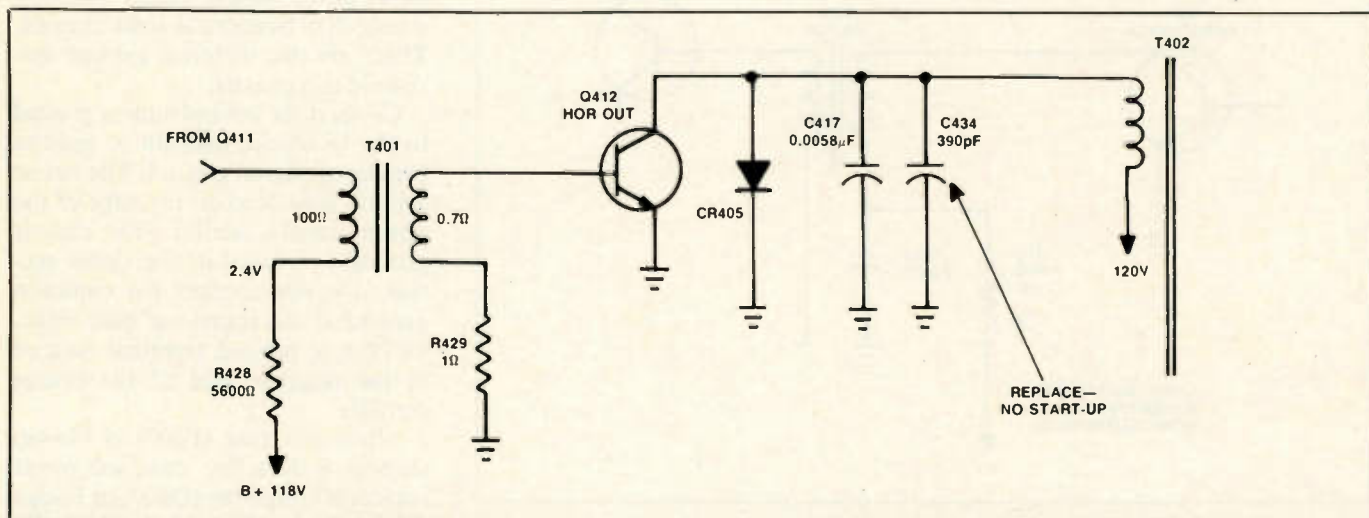 T402
Q412
HOR OUT
C417
0.0058µF
C434
390pF
FROM Q411
T401
100Ω
0.7Ω
CR405
2.4V
120V
R429
1Ω
R428
5600Ω
REPLACE—
NO START-UP
B + 118V